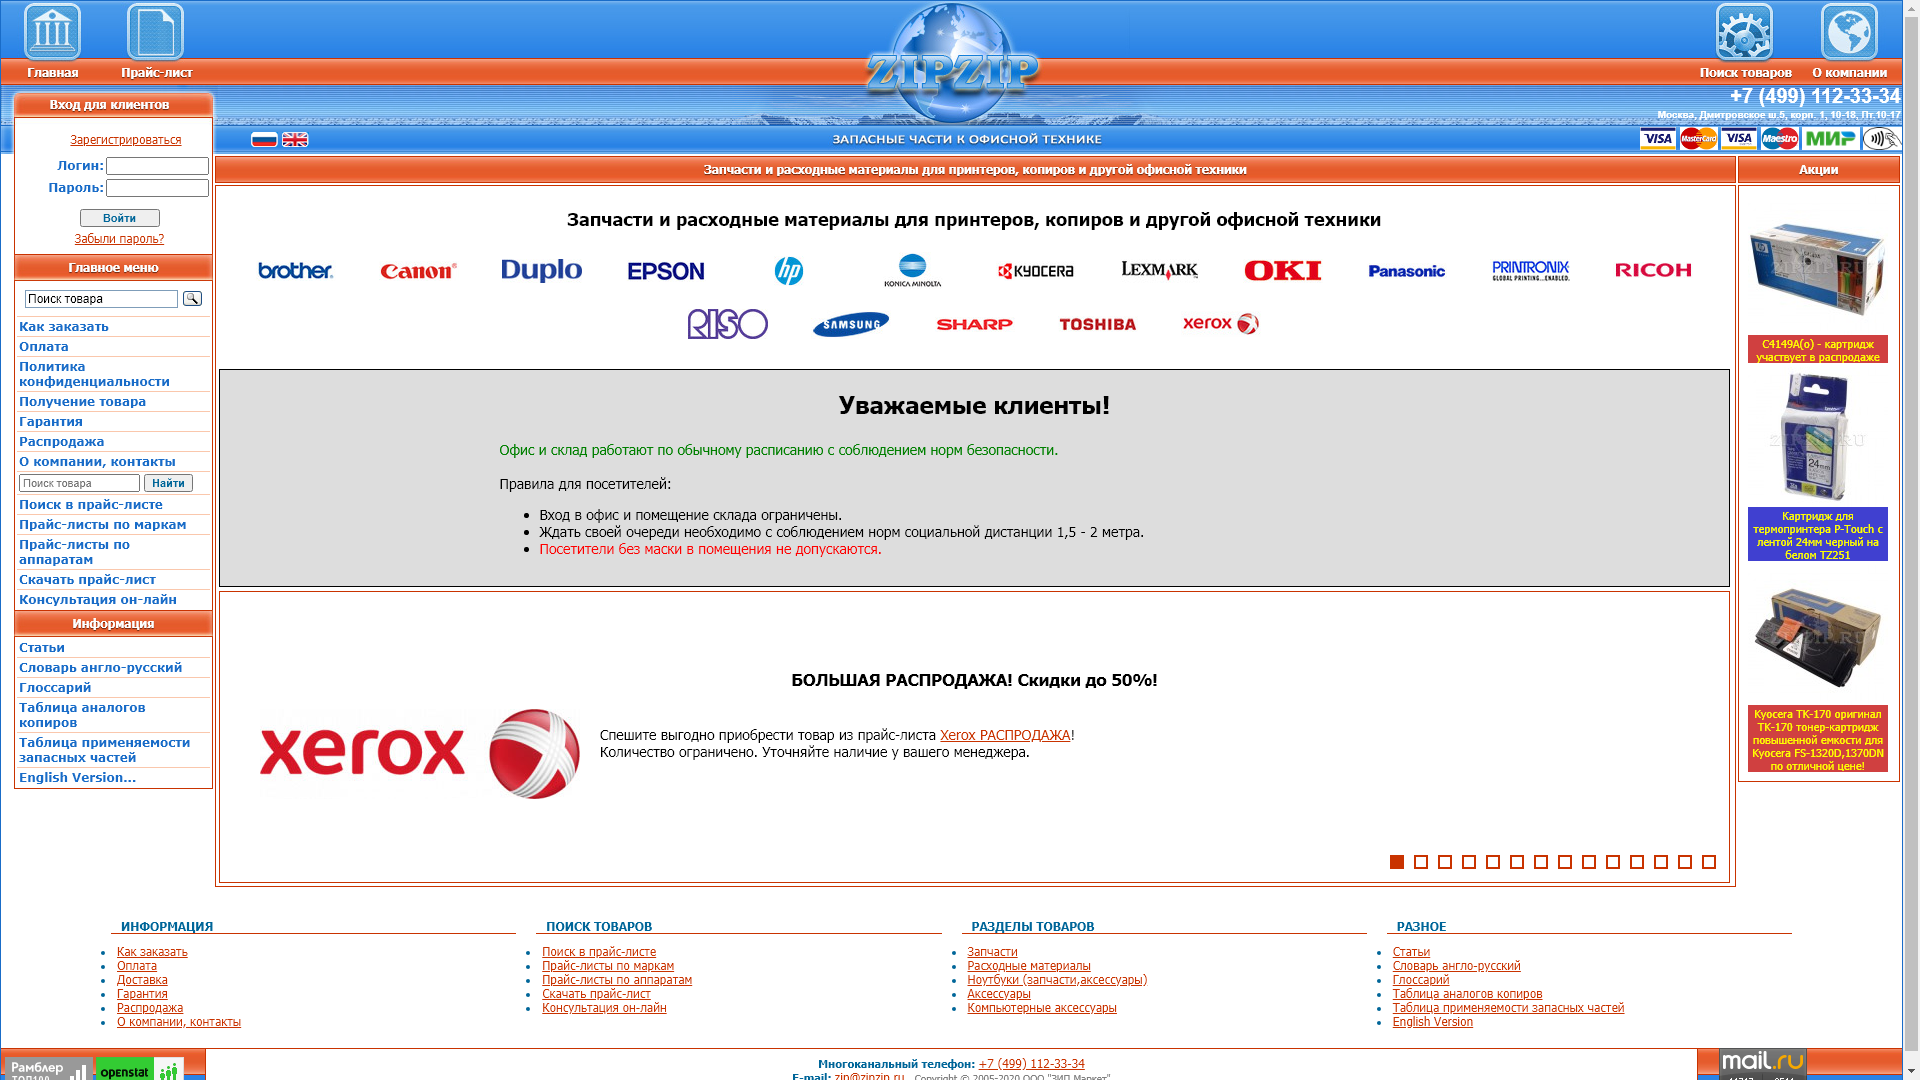 Главная
Прайс-лист
ZIPZIP
Поиск товаров
О компании
+7 (499) 112-33-34
Москва, Дмитровское ш.5, корп. 1, 10-18, Пт.10-17
ЗАПАСНЫЕ ЧАСТИ К ОФИСНОЙ ТЕХНИКЕ
VISA MasterCard VISA Maestro МИР
Вход для клиентов
Зарегистрироваться
Логин:
Пароль:
Войти
Забыли пароль?
Главное меню
Поиск товара
Как заказать
Оплата
Политика
конфиденциальности
Получение товара
Гарантия
Распродажа
О компании, контакты
Поиск товара Найти
Поиск в прайс-листе
Прайс-листы по маркам
Прайс-листы по
аппаратам
Скачать прайс-лист
Консультация он-лайн
Информация
Статьи
Словарь англо-русский
Глоссарий
Таблица аналогов
копиров
Таблица применяемости
запасных частей
English Version...
Запчасти и расходные материалы для принтеров, копиров и другой офисной техники
Запчасти и расходные материалы для принтеров, копиров и другой офисной техники
brother Canon Duplo EPSON hp KONICA MINOLTA KYOCERA LEXMARK OKI Panasonic PRINTRONIX RICOH
GLOBAL PRINTING...ENABLED.
RISO SAMSUNG SHARP TOSHIBA xerox
Уважаемые клиенты!
Офис и склад работают по обычному расписанию с соблюдением норм безопасности.
Правила для посетителей:
Вход в офис и помещение склада ограничены.
Ждать своей очереди необходимо с соблюдением норм социальной дистанции 1,5 - 2 метра.
Посетители без маски в помещения не допускаются.
БОЛЬШАЯ РАСПРОДАЖА! Скидки до 50%!
xerox
Спешите выгодно приобрести товар из прайс-листа Xerox РАСПРОДАЖА!
Количество ограничено. Уточняйте наличие у вашего менеджера.
Акции
ZIPZIP.RU
C4149A(o) - картридж
участвует в распродаже
ZIPZIP.RU
24mm
Картридж для
термопринтера P-Touch с
лентой 24мм черный на
белом TZ251
ZIPZIP.RU
Kyocera TK-170 оригинал
TK-170 тонер-картридж
повышенной емкости для
Kyocera FS-1320D,1370DN
по отличной цене!
ИНФОРМАЦИЯ
Как заказать
Оплата
Доставка
Гарантия
Распродажа
О компании, контакты
ПОИСК ТОВАРОВ
Поиск в прайс-листе
Прайс-листы по маркам
Прайс-листы по аппаратам
Скачать прайс-лист
Консультация он-лайн
РАЗДЕЛЫ ТОВАРОВ
Запчасти
Расходные материалы
Ноутбуки (запчасти,аксессуары)
Аксессуары
Компьютерные аксессуары
РАЗНОЕ
Статьи
Словарь англо-русский
Глоссарий
Таблица аналогов копиров
Таблица применяемости запасных частей
English Version
Рамблер
ТОП100
openstat
Многоканальный телефон: +7 (499) 112-33-34
E-mail: zip@zipzip.ru Copyright © 2005-2020 ООО "ЗИП Маркет"
mail.ru